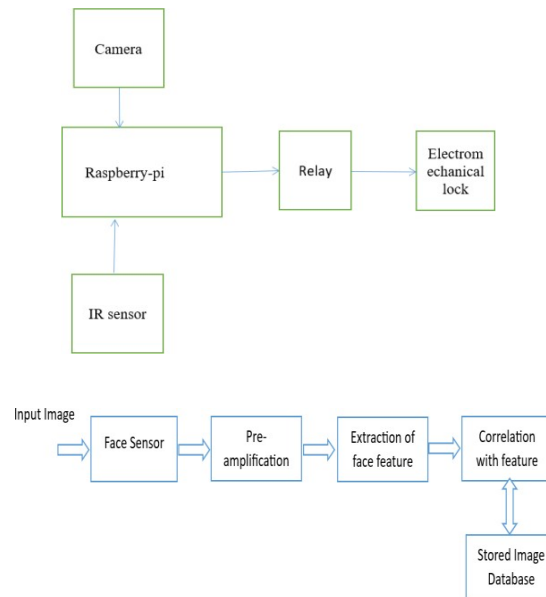 Camera
Raspberry-pi
Relay
Electrom
echanical
lock
IR sensor
Input Image
Face Sensor
Pre-
amplification
Extraction of
face feature
Correlation
with feature
Stored Image
Database